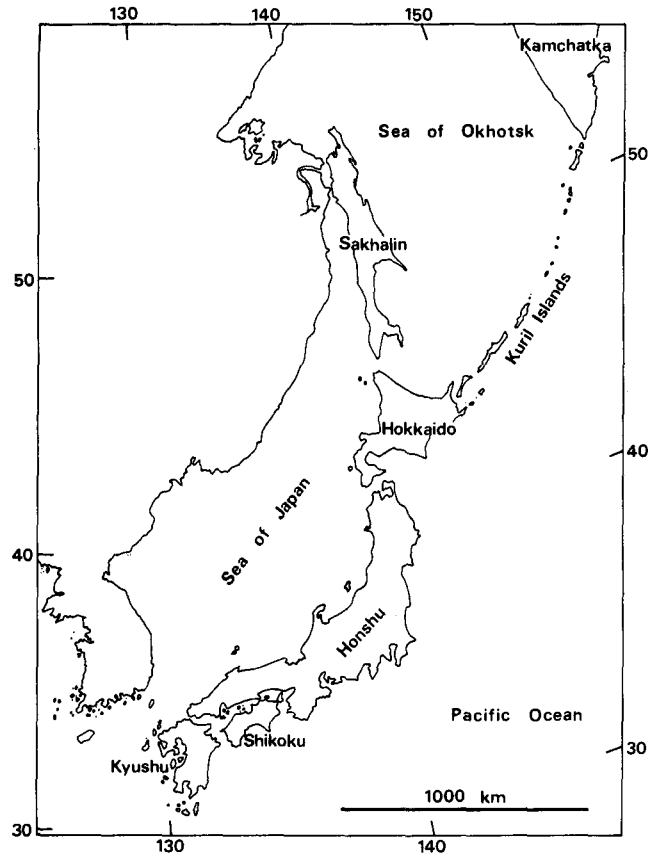 130
140
150
Kamchatka
Sea of Okhotsk
50
Sakhalin
50
Kuril Islands
Hokkaido
40
Sea of Japan
40
Honshu
Pacific Ocean
Shikoku
30
Kyushu
1000 km
30
130
140